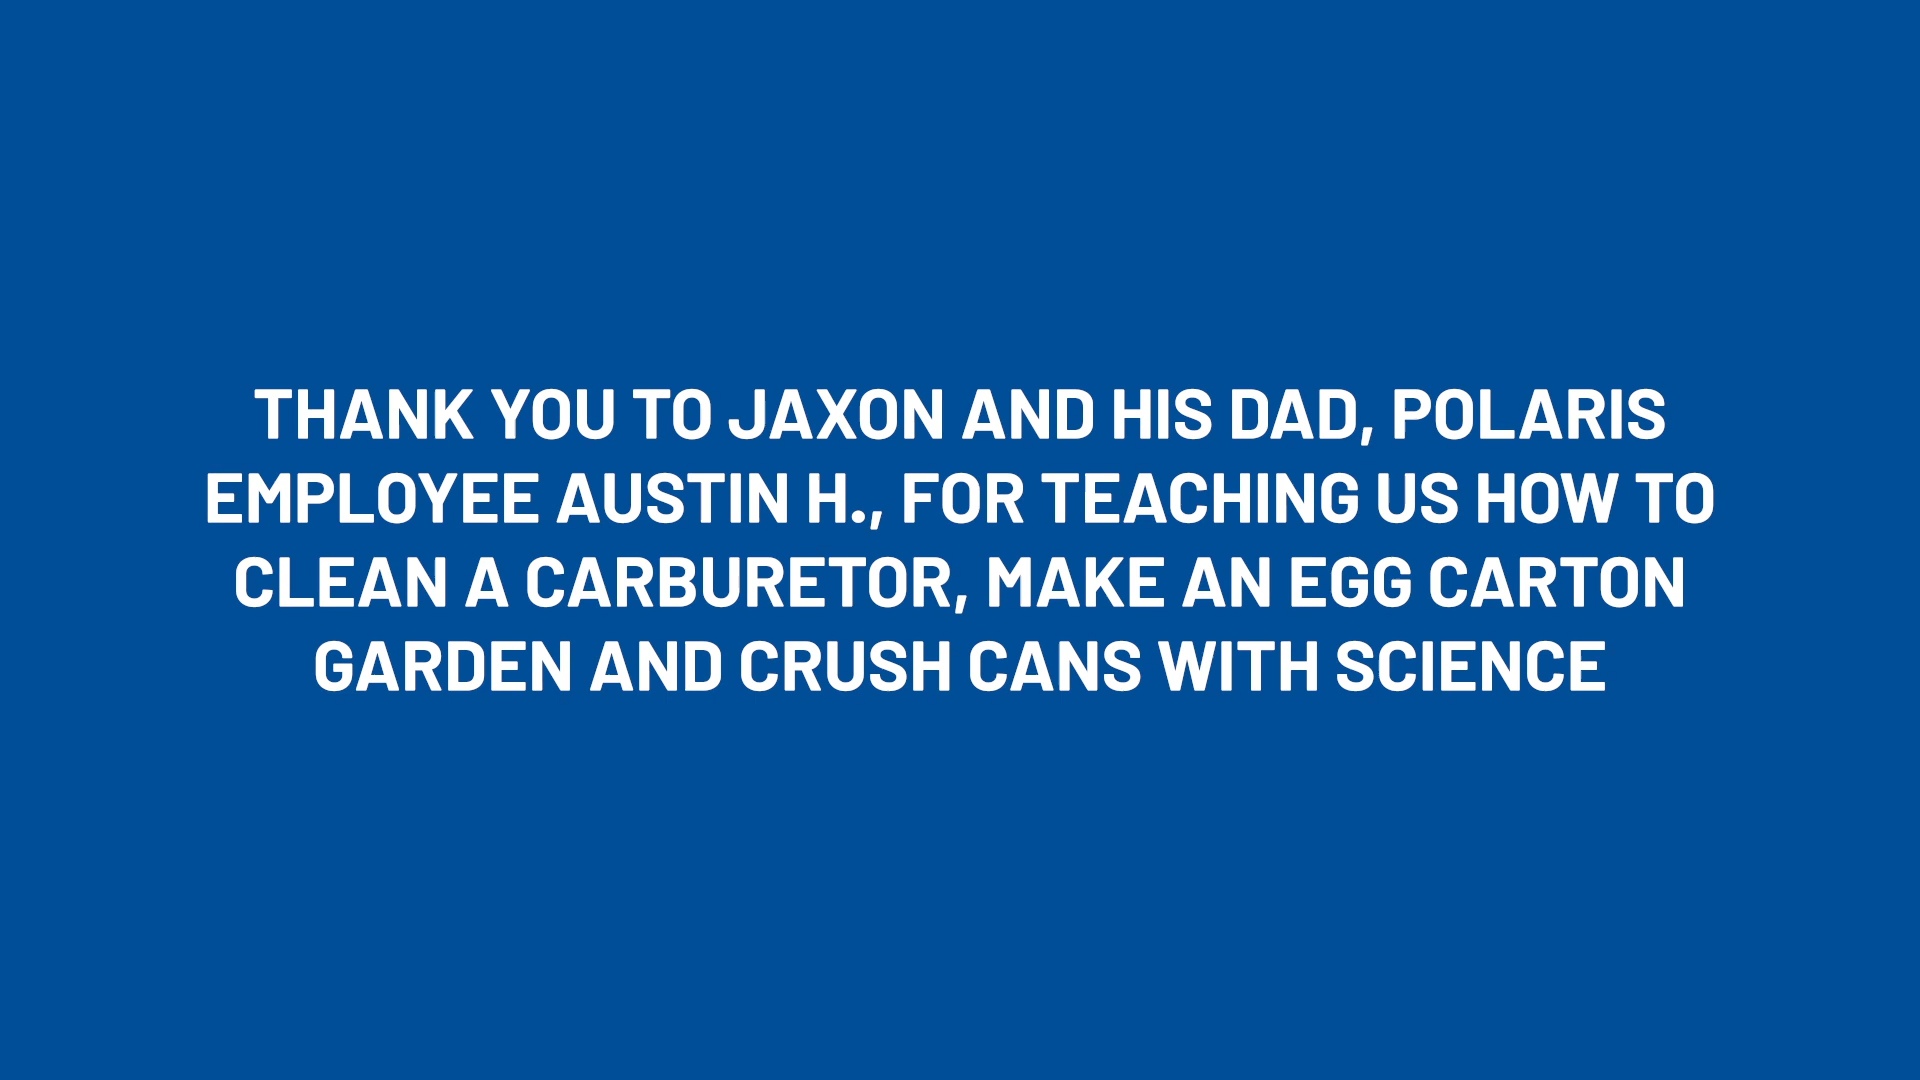 THANK YOU TO JAXON AND HIS DAD, POLARIS
EMPLOYEE AUSTIN H., FOR TEACHING US HOW TO
CLEAN A CARBURETOR, MAKE AN EGG CARTON
GARDEN AND CRUSH CANS WITH SCIENCE